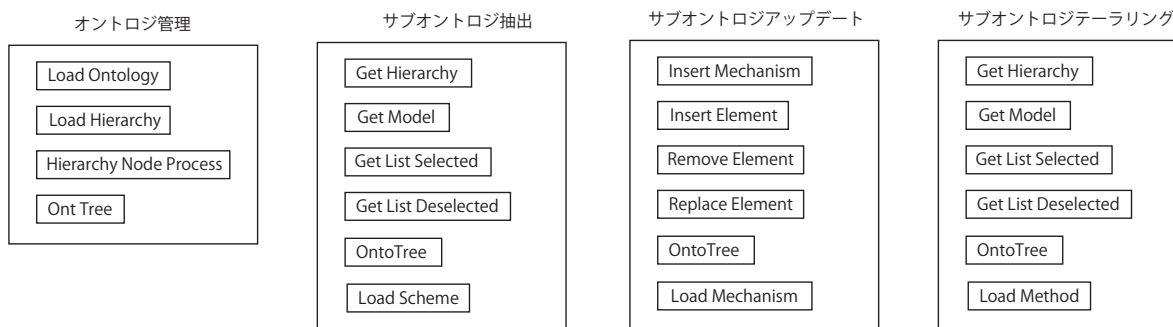 オントロジ管理
Load Ontology
Load Hierarchy
Hierarchy Node Process
Ont Tree
サブオントロジ抽出
Get Hierarchy
Get Model
Get List Selected
Get List Deselected
OntoTree
Load Scheme
サブオントロジアップデート
Insert Mechanism
Insert Element
Remove Element
Replace Element
OntoTree
Load Mechanism
サブオントロジテーラリング
Get Hierarchy
Get Model
Get List Selected
Get List Deselected
OntoTree
Load Method